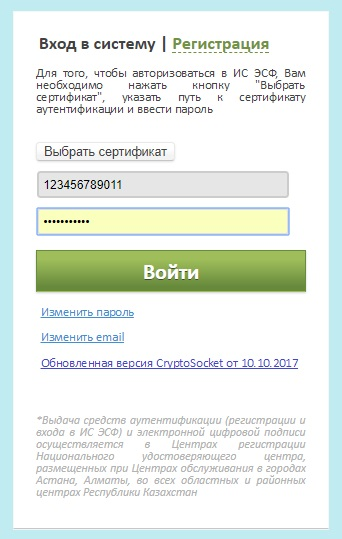 Вход в систему | Регистрация
Для того, чтобы авторизоваться в ИС ЭСФ, Вам
необходимо нажать кнопку "Выбрать
сертификат", указать путь к сертификату
аутентификации и ввести пароль
Выбрать сертификат
123456789011
•••••••••••
Войти
Изменить пароль
Изменить email
Обновленная версия CryptoSocket от 10.10.2017
*Выдача средств аутентификации (регистрации и
входа в ИС ЭСФ) и электронной цифровой подписи
осуществляется в Центрах регистрации
Национального удостоверяющего центра,
размещенных при Центрах обслуживания в городах
Астана, Алматы, во всех областных и районных
центрах Республики Казахстан